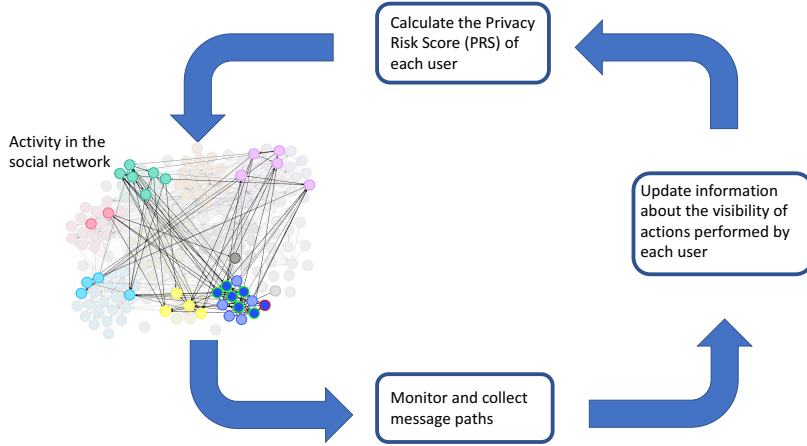 Calculate the Privacy
Risk Score (PRS) of
each user
Activity in the
social network
Update information
about the visibility of
actions performed by
each user
Monitor and collect
message paths